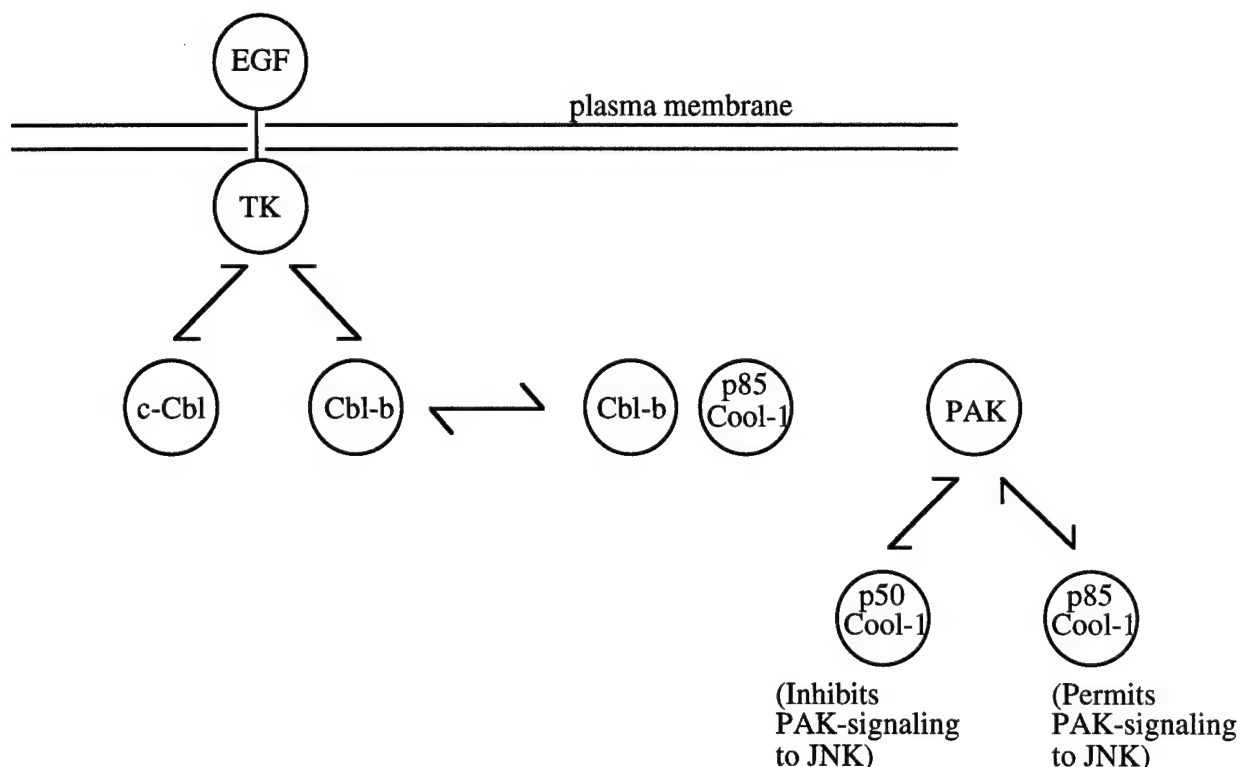 EGF
plasma membrane
TK
c-Cbl
Cbl-b
Cbl-b
p85
Cool-1
PAK
p50
Cool-1
p85
Cool-1
(Inhibits
PAK-signaling
to JNK)
(Permits
PAK-signaling
to JNK)